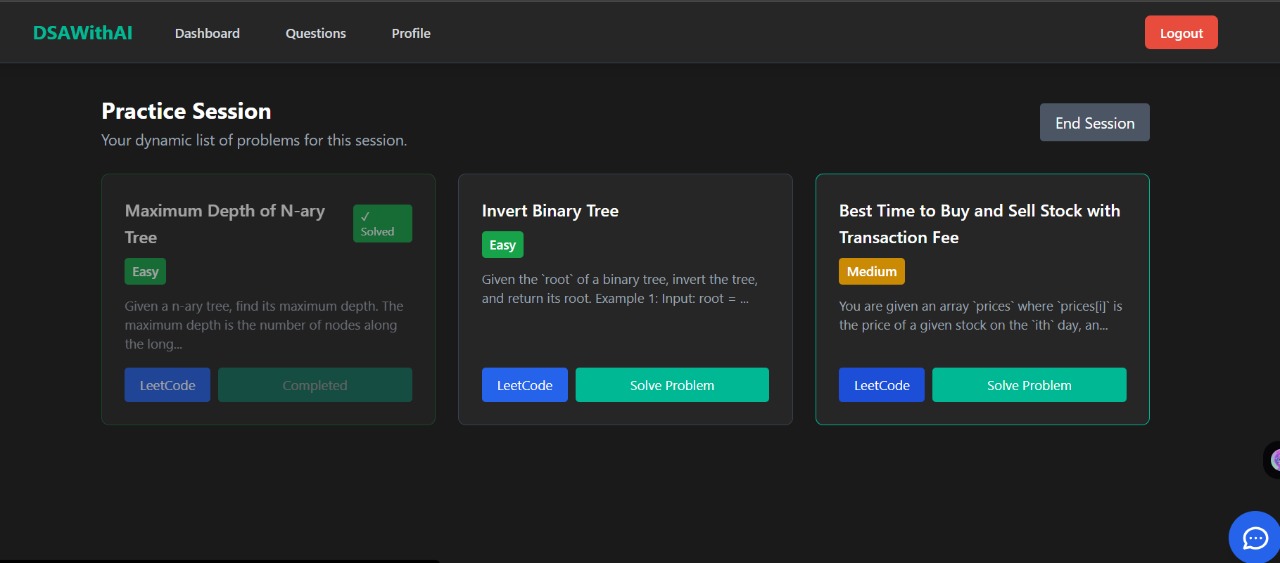 DSAWithAI
Dashboard
Questions
Profile
Logout
Practice Session
Your dynamic list of problems for this session.
End Session
Maximum Depth of N-ary
Tree
✓
Solved
Easy
Given a n-ary tree, find its maximum depth. The
maximum depth is the number of nodes along
the long...
LeetCode
Completed
Invert Binary Tree
Easy
Given the `root` of a binary tree, invert the tree,
and return its root. Example 1: Input: root = ...
LeetCode
Solve Problem
Best Time to Buy and Sell Stock with
Transaction Fee
Medium
You are given an array `prices` where `prices[i]` is
the price of a given stock on the `ith` day, an...
LeetCode
Solve Problem